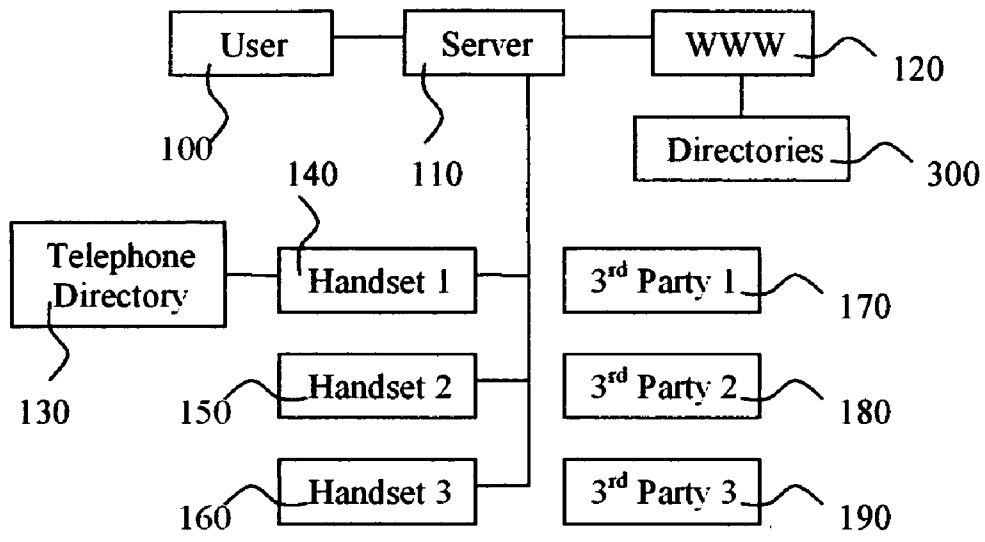 User
Server
WWW
120
100
110
Directories
300
140
Telephone
Directory
Handset 1
3rd Party 1
170
130
150
Handset 2
3rd Party 2
180
160
Handset 3
3rd Party 3
190